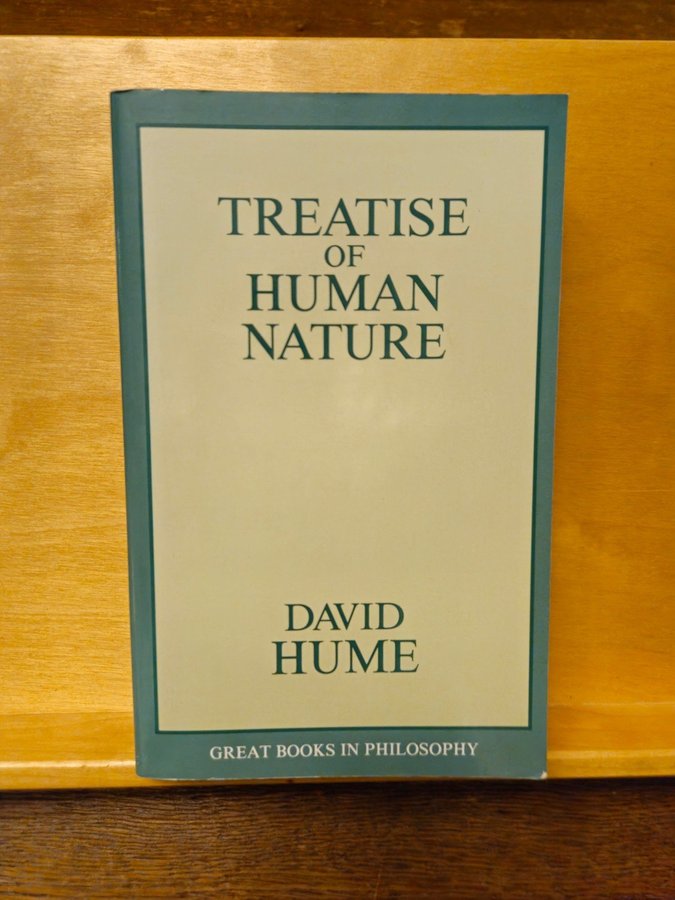 TREATISE
OF
HUMAN
NATURE
DAVID
HUME
GREAT BOOKS IN PHILOSOPHY